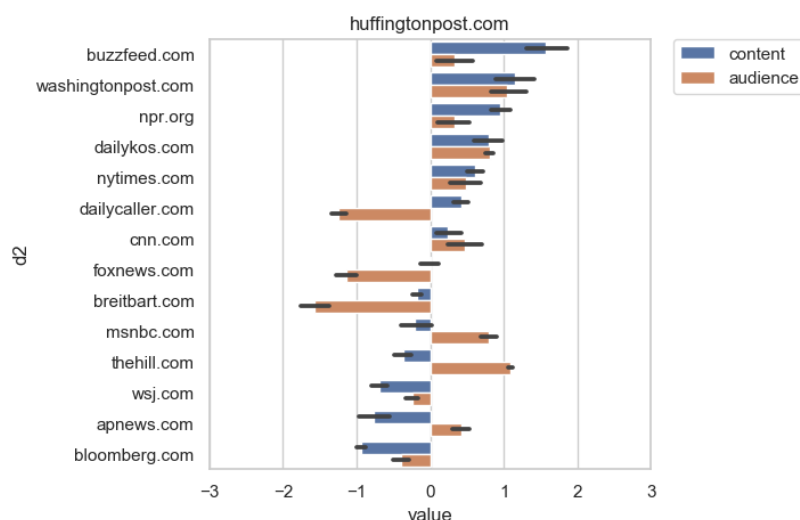 huffingtonpost.com
buzzfeed.com
washingtonpost.com
npr.org
dailykos.com
nytimes.com
dailycaller.com
cnn.com
foxnews.com
breitbart.com
msnbc.com
thehill.com
wsj.com
apnews.com
bloomberg.com
d2
−3 −2 −1 0 1 2 3
value
content
audience